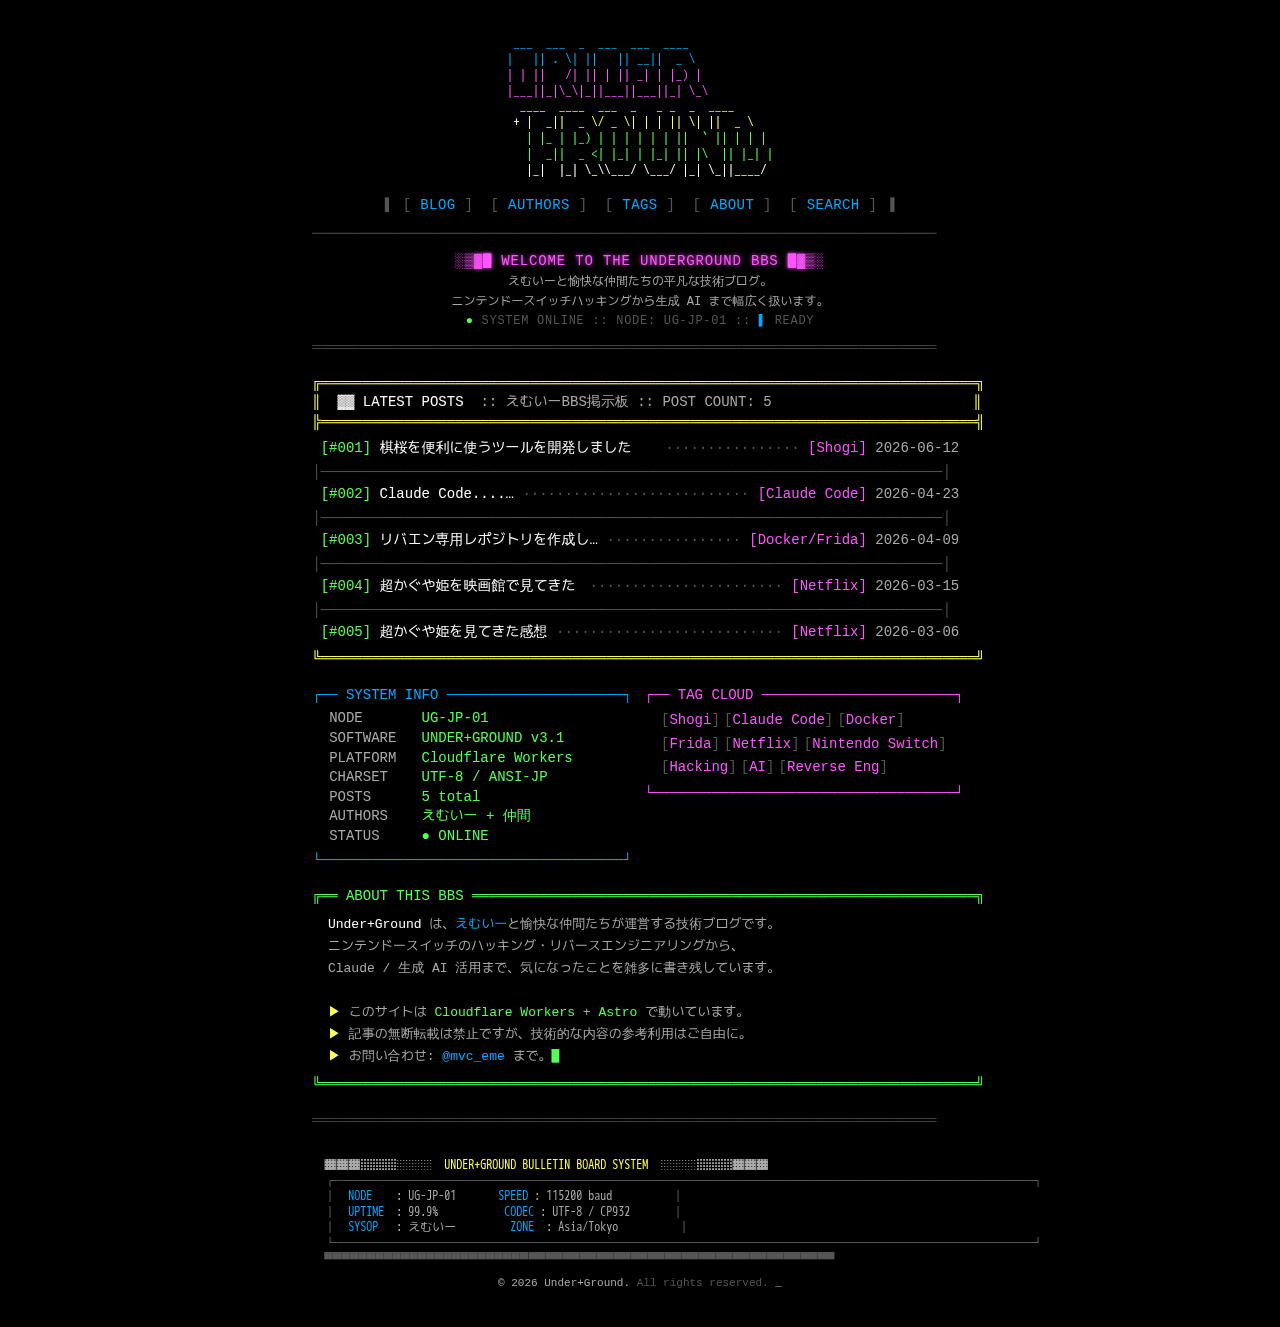 ▌ [ BLOG ] [ AUTHORS ] [ TAGS ] [ ABOUT ] [ SEARCH ] ▐
░▒▓█ WELCOME TO THE UNDERGROUND BBS █▓▒░
えむいーと愉快な仲間たちの平凡な技術ブログ。
ニンテンドースイッチハッキングから生成 AI まで幅広く扱います。
● SYSTEM ONLINE :: NODE: UG-JP-01 :: ▌ READY
▓▓ LATEST POSTS :: えむいーBBS掲示板 :: POST COUNT: 5
[#001] 棋桜を便利に使うツールを開発しました ················ [Shogi] 2026-06-12
[#002] Claude Code....… ··························· [Claude Code] 2026-04-23
[#003] リバエン専用レポジトリを作成し… ················ [Docker/Frida] 2026-04-09
[#004] 超かぐや姫を映画館で見てきた ······················· [Netflix] 2026-03-15
[#005] 超かぐや姫を見てきた感想 ··························· [Netflix] 2026-03-06
SYSTEM INFO
NODE UG-JP-01
SOFTWARE UNDER+GROUND v3.1
PLATFORM Cloudflare Workers
CHARSET UTF-8 / ANSI-JP
POSTS 5 total
AUTHORS えむいー + 仲間
STATUS ● ONLINE
TAG CLOUD
[Shogi] [Claude Code] [Docker]
[Frida] [Netflix] [Nintendo Switch]
[Hacking] [AI] [Reverse Eng]
ABOUT THIS BBS
Under+Ground は、えむいーと愉快な仲間たちが運営する技術ブログです。
ニンテンドースイッチのハッキング・リバースエンジニアリングから、
Claude / 生成 AI 活用まで、気になったことを雑多に書き残しています。
▶ このサイトは Cloudflare Workers + Astro で動いています。
▶ 記事の無断転載は禁止ですが、技術的な内容の参考利用はご自由に。
▶ お問い合わせ: @mvc_eme まで。
UNDER+GROUND BULLETIN BOARD SYSTEM
NODE : UG-JP-01 SPEED : 115200 baud
UPTIME : 99.9% CODEC : UTF-8 / CP932
SYSOP : えむいー ZONE : Asia/Tokyo
© 2026 Under+Ground. All rights reserved. _